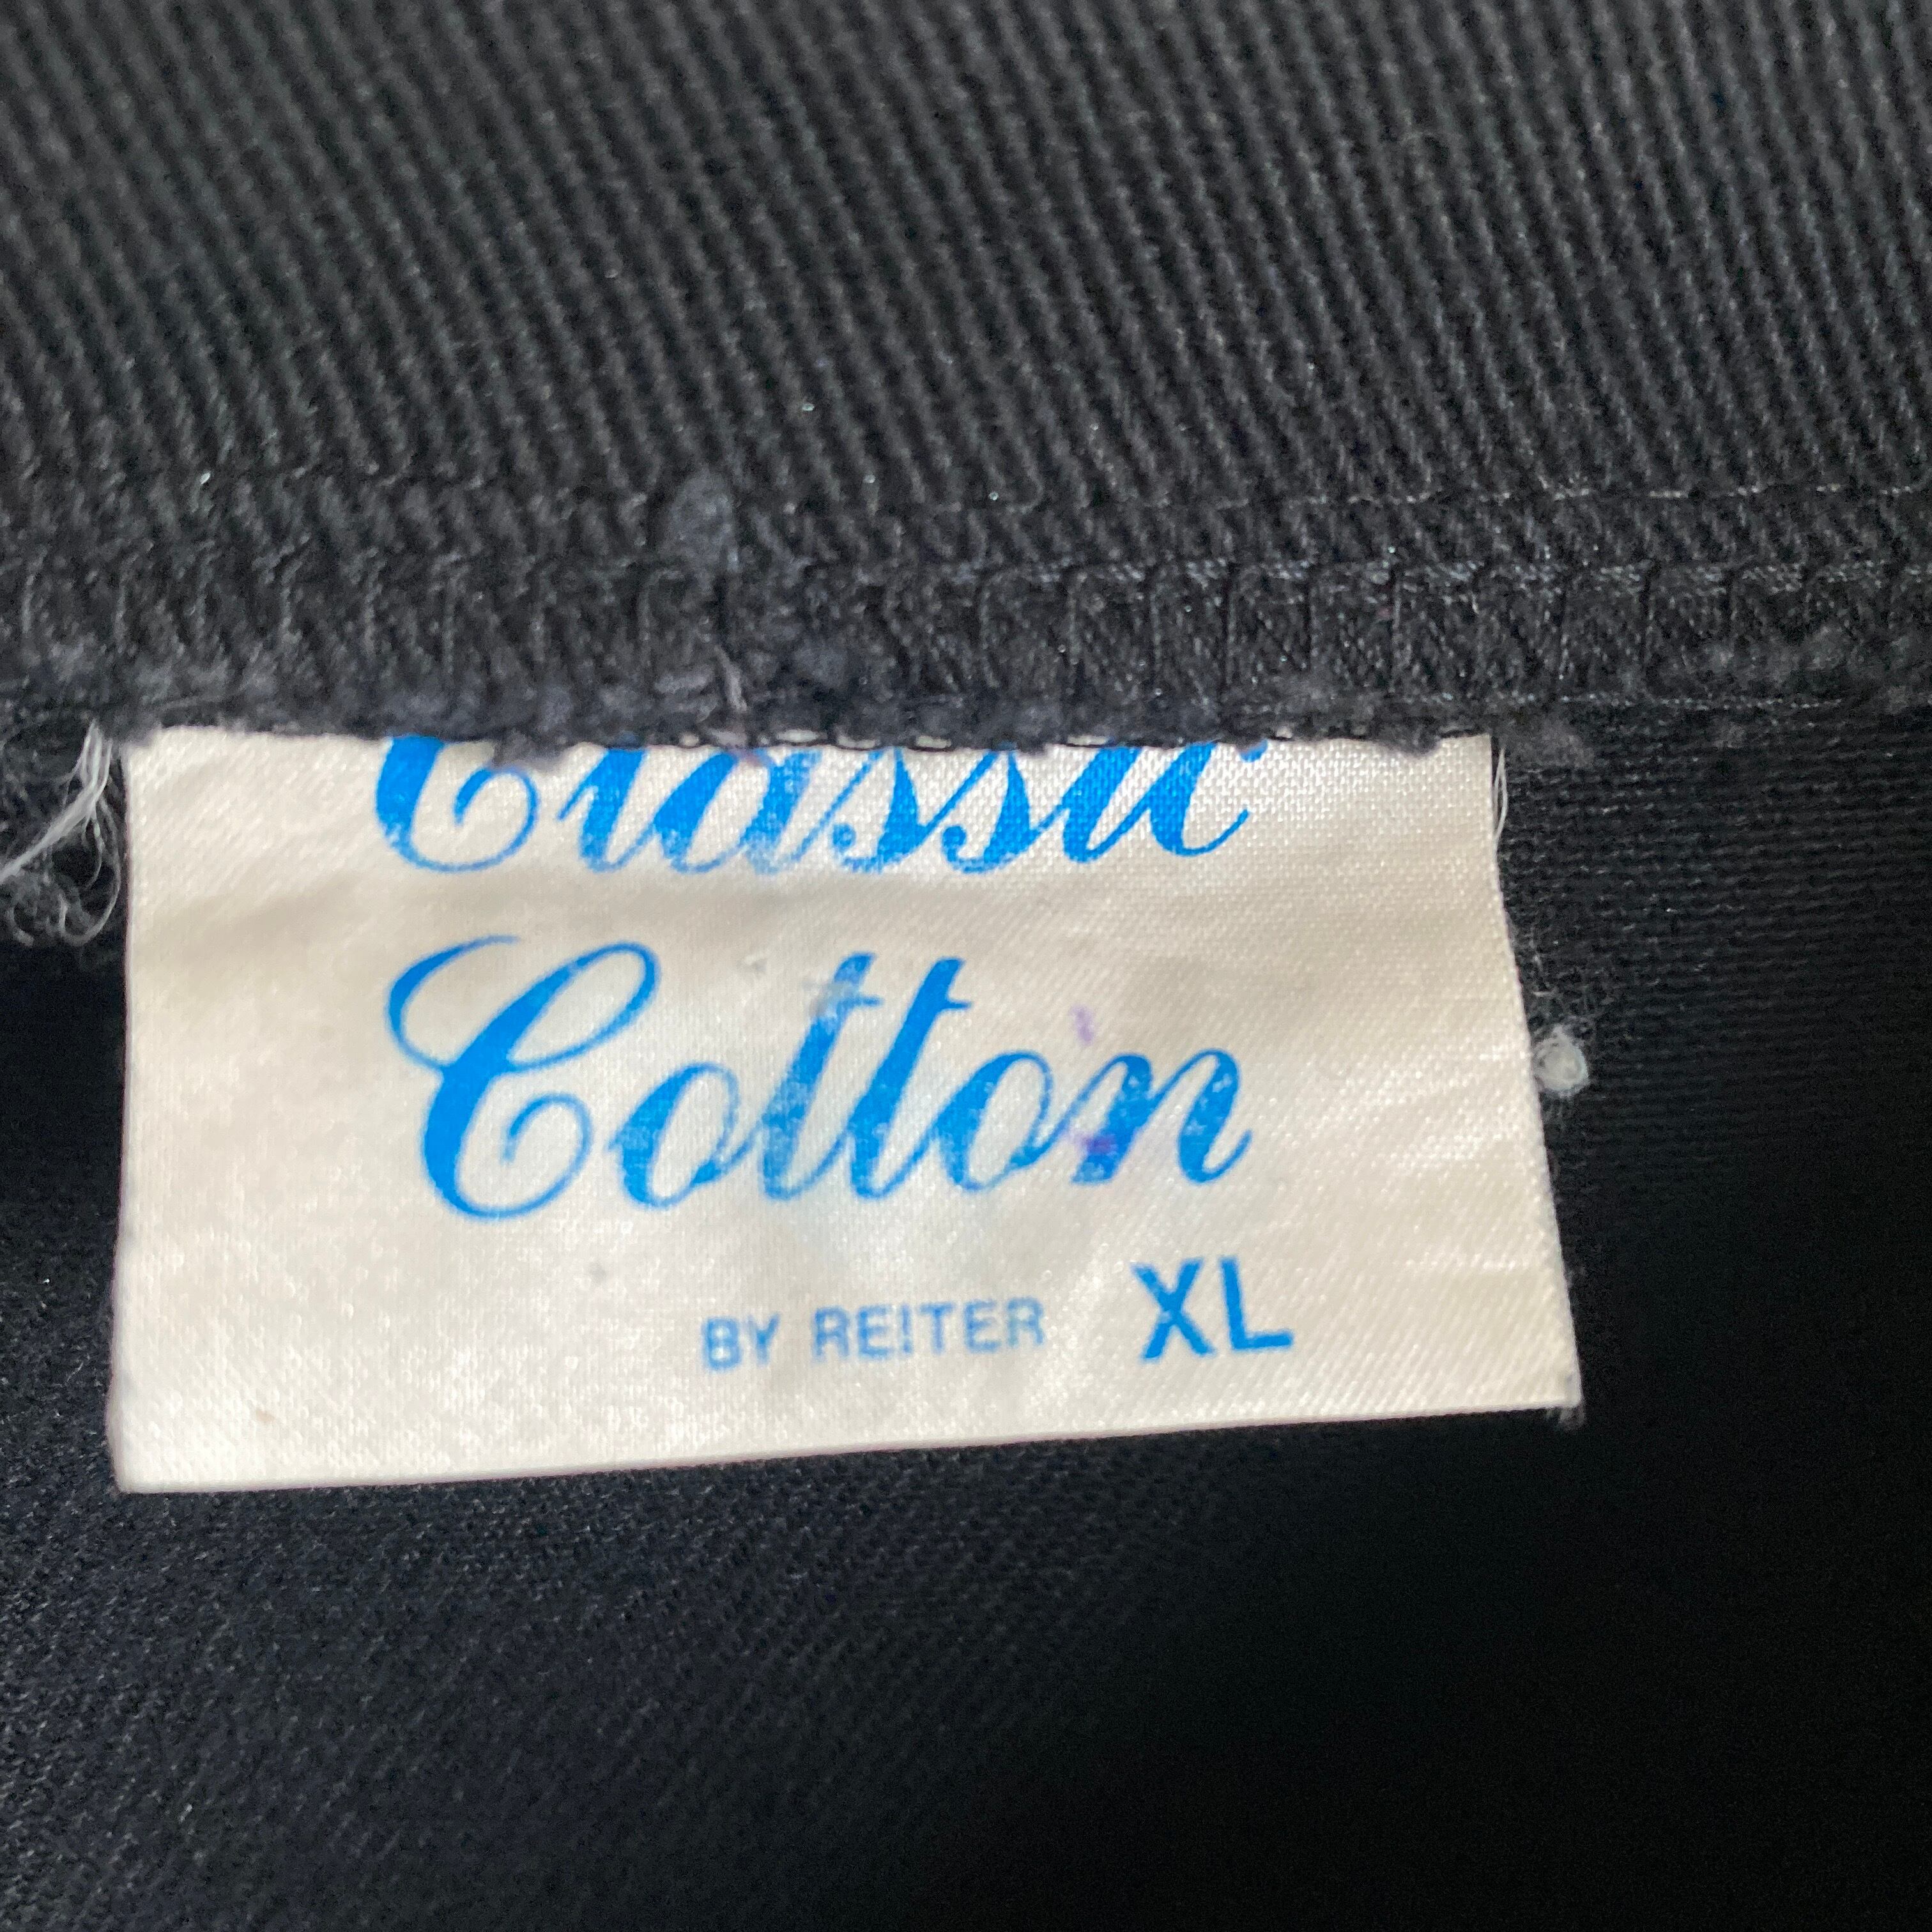 Classic
Cotton
BY REITER XL